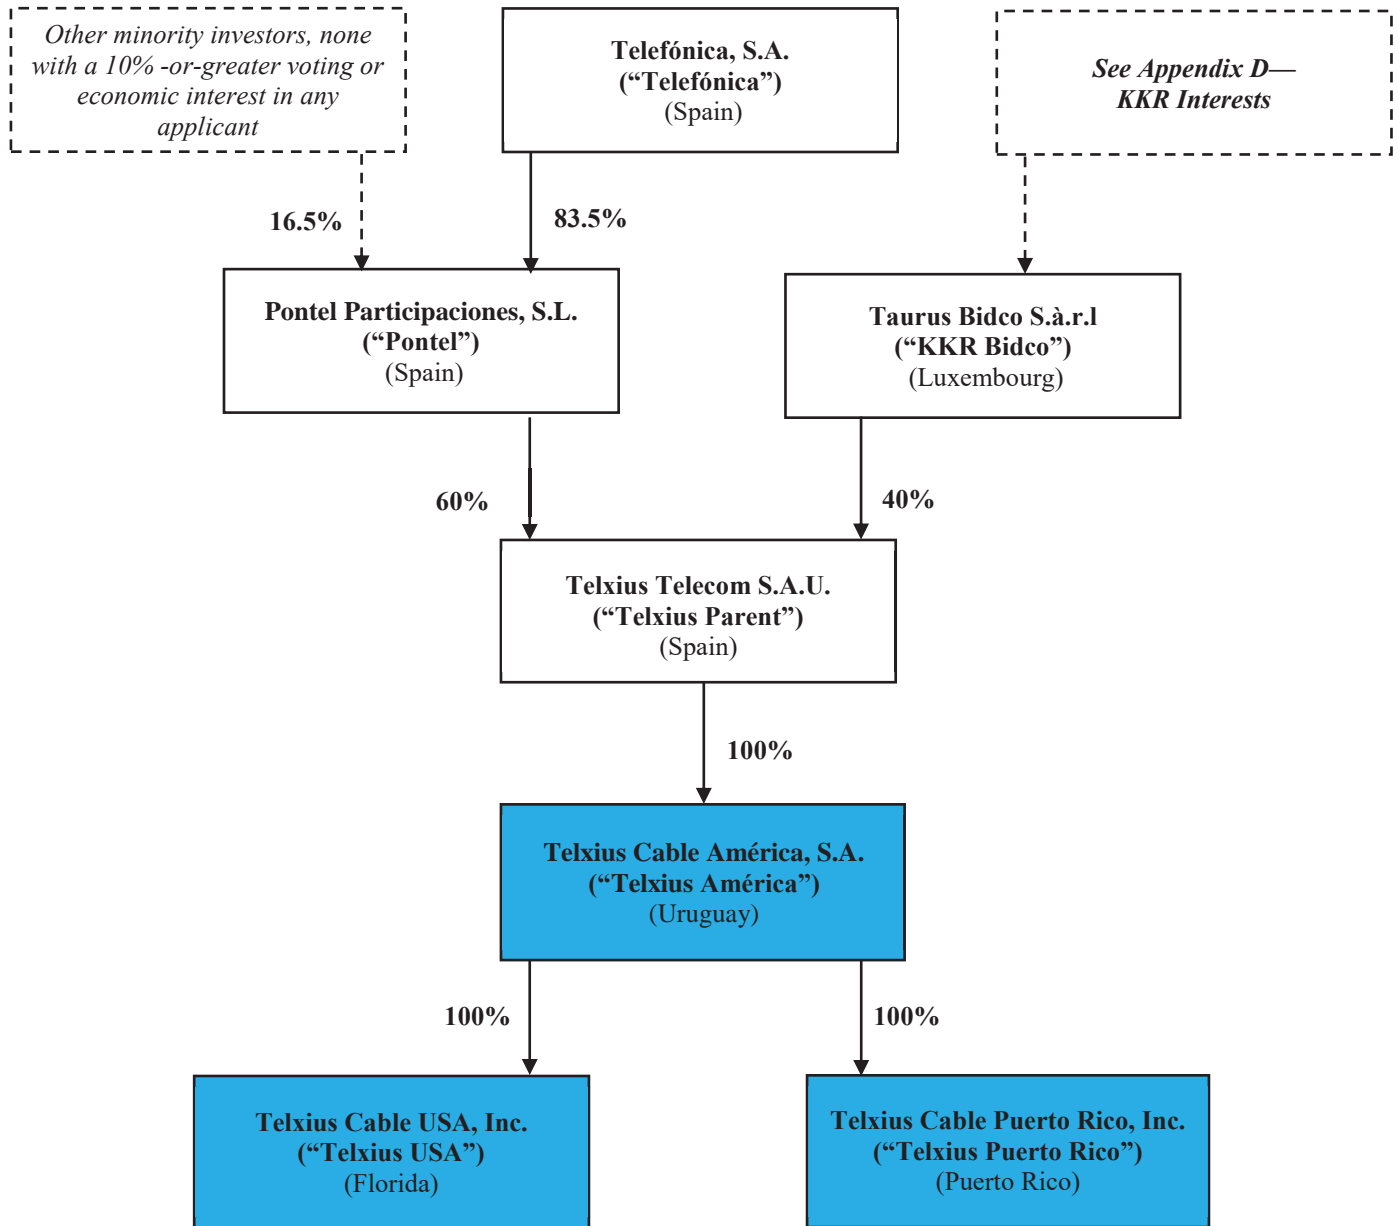 Other minority investors, none
with a 10% -or-greater voting or
economic interest in any
applicant
Telefónica, S.A.
(“Telefónica”)
(Spain)
See Appendix D—
KKR Interests
16.5%
83.5%
Pontel Participaciones, S.L.
(“Pontel”)
(Spain)
Taurus Bidco S.à.r.l
(“KKR Bidco”)
(Luxembourg)
60%
40%
Telxius Telecom S.A.U.
(“Telxius Parent”)
(Spain)
100%
Telxius Cable América, S.A.
(“Telxius América”)
(Uruguay)
100%
100%
Telxius Cable USA, Inc.
(“Telxius USA”)
(Florida)
Telxius Cable Puerto Rico, Inc.
(“Telxius Puerto Rico”)
(Puerto Rico)